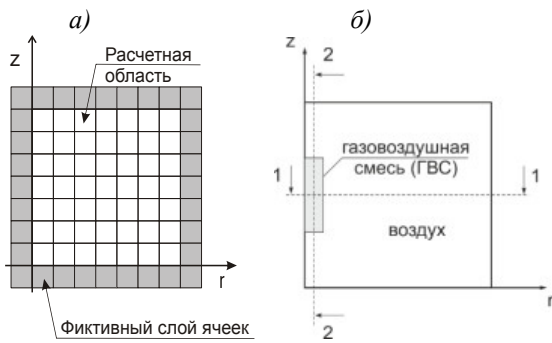 а)
z
Расчетная
область
r
Фиктивный слой ячеек
б)
z
2
газовоздушная
смесь (ГВС)
1
1
воздух
r
2